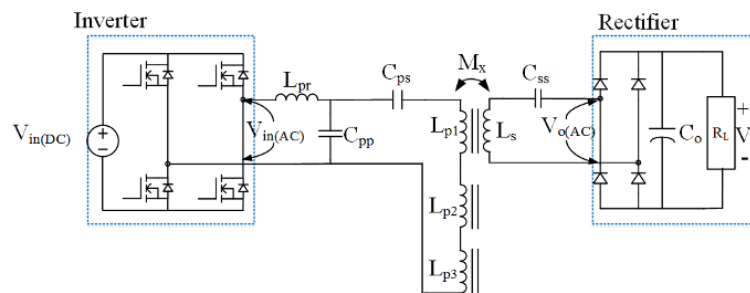 Inverter
Rectifier
V_in(DC)
L_pr
V_in(AC)
C_pp
C_ps
M_x
L_p1
L_p2
L_p3
L_s
C_ss
V_o(AC)
C_o
R_L
+
V
-